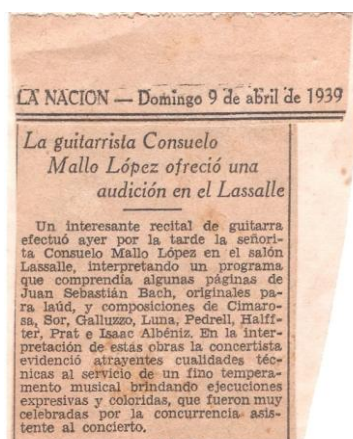 LA NACION — Domingo 9 de abril de 1939
La guitarrista Consuelo
Mallo López ofreció una
audición en el Lassalle
Un interesante recital de guitarra
efectuó ayer por la tarde la señori-
ta Consuelo Mallo López en el salón
Lassalle, interpretando un programa
que comprendía algunas páginas de
Juan Sebastián Bach, originales pa-
ra laúd, y composiciones de Cimaro-
sa, Sor, Galluzzo, Luna, Pedrell, Halff-
ter, Prat e Isaac Albéniz. En la inter-
pretación de estas obras la concertista
evidenció atrayentes cualidades téc-
nicas al servicio de un fino tempera-
mento musical brindando ejecuciones
expresivas y coloridas, que fueron muy
celebradas por la concurrencia asis-
tente al concierto.